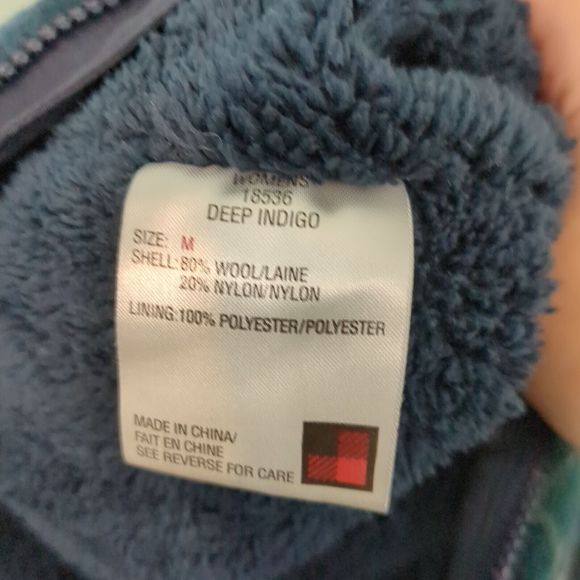 WOMENS
18536
DEEP INDIGO
SIZE: M
SHELL: 80% WOOL/LAINE
20% NYLON/NYLON
LINING: 100% POLYESTER/POLYESTER
MADE IN CHINA/
FAIT EN CHINE
SEE REVERSE FOR CARE